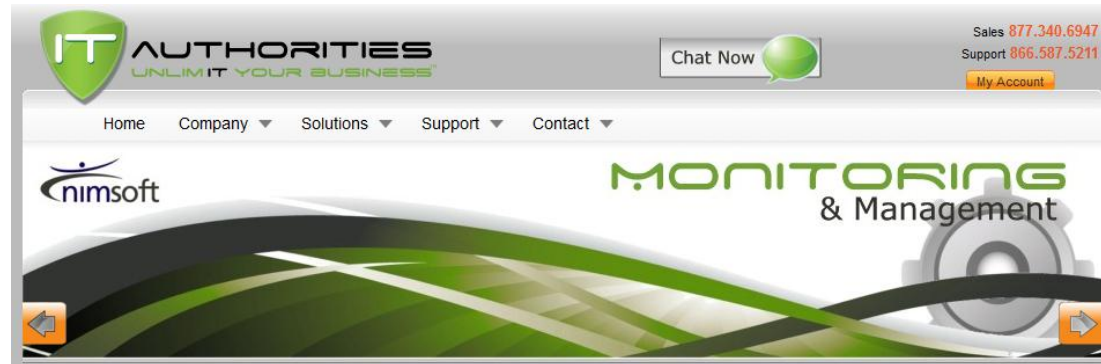 IT AUTHORITIES
UNLIMIT YOUR BUSINESS
Chat Now
Sales 877.340.6947
Support 866.587.5211
My Account
Home Company Solutions Support Contact
nimsoft
MONITORING
& Management